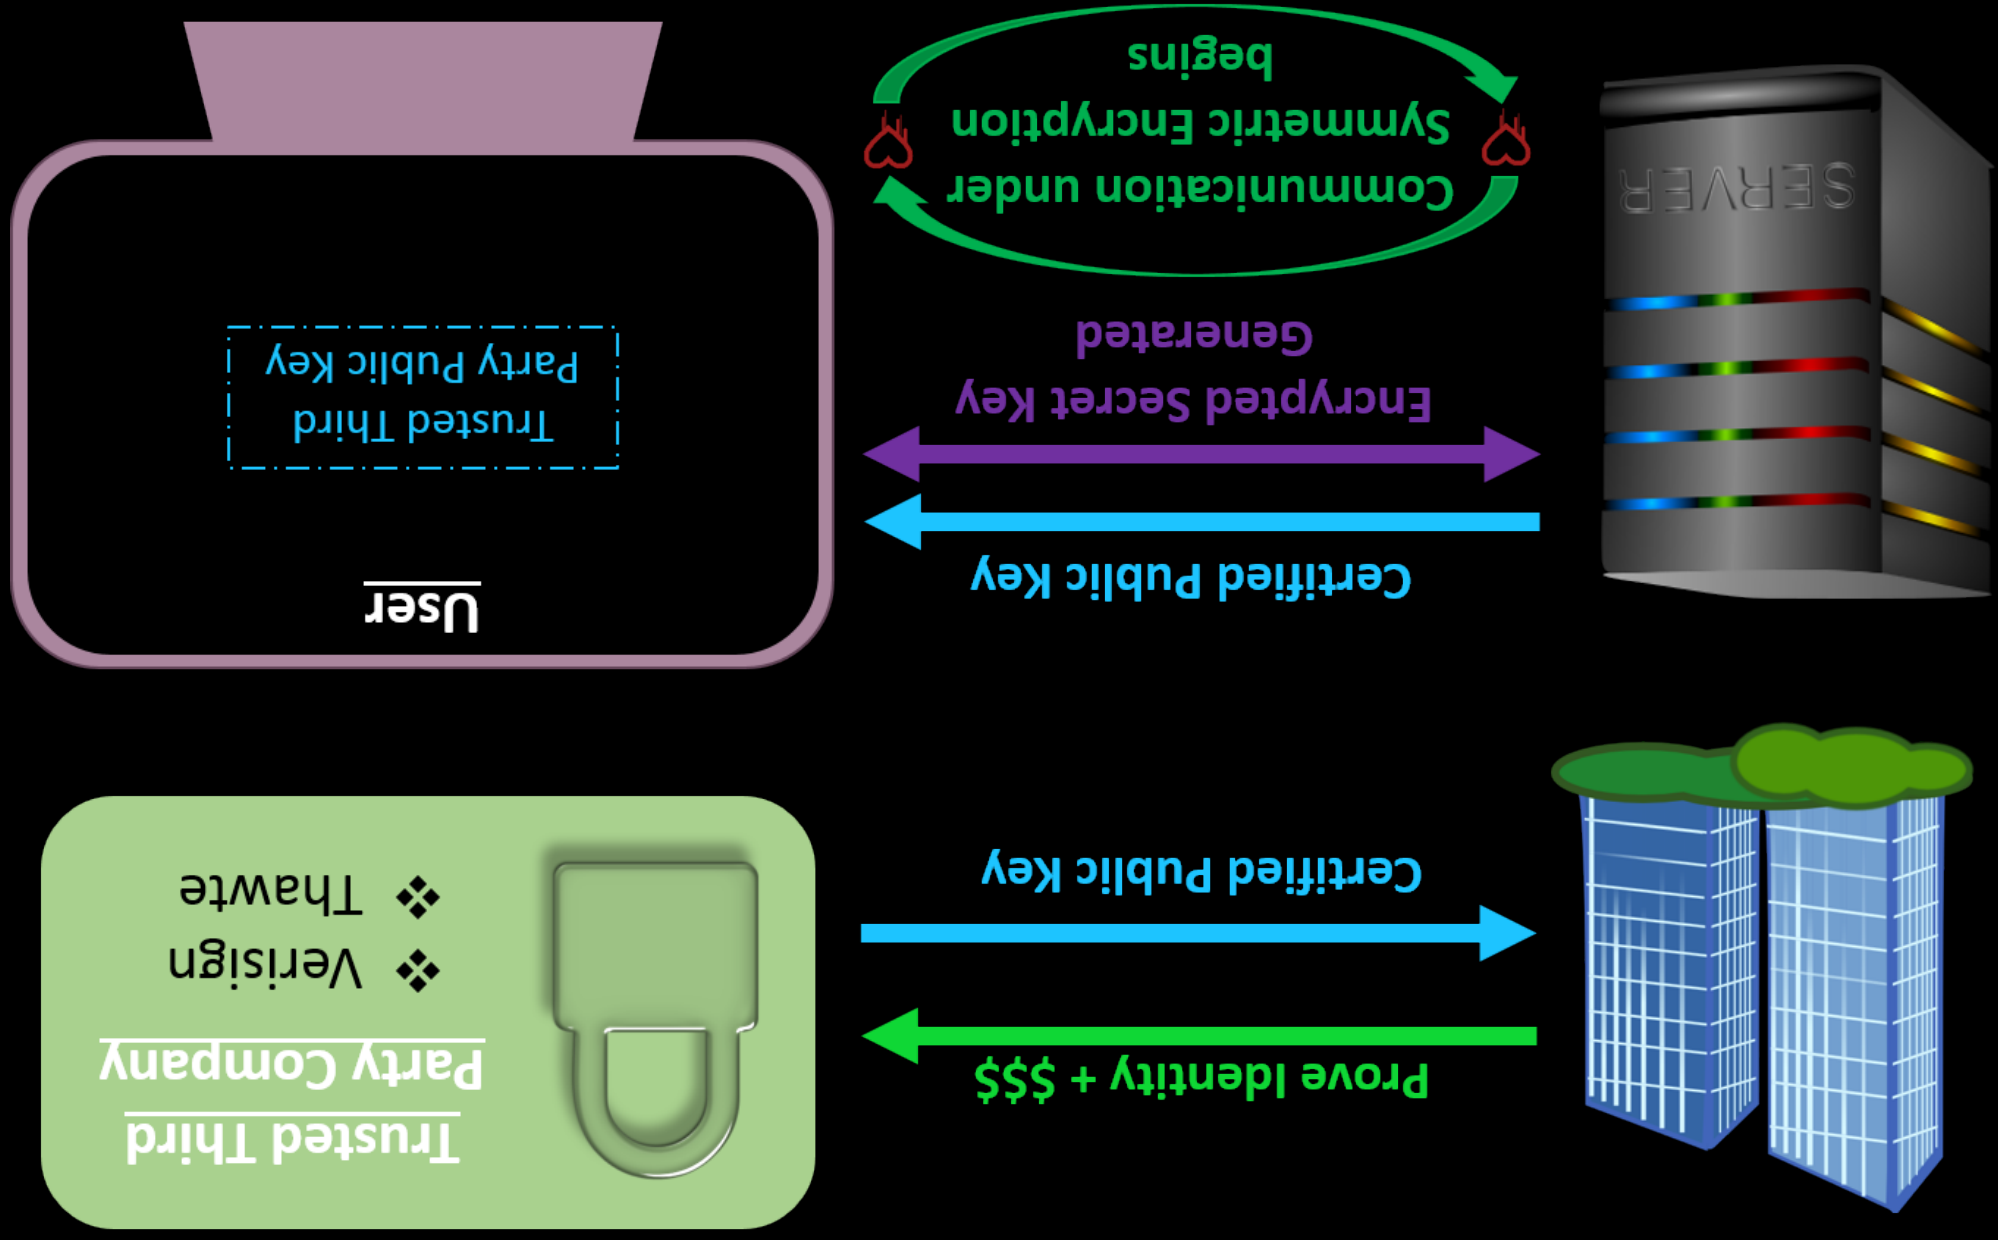 Prove Identity + $$$
Certified Public Key
Trusted Third
Party Company
❖ Verisign
❖ Thawte
Certified Public Key
Encrypted Secret Key
Generated
Communication under
Symmetric Encryption
begins
SERVER
User
Trusted Third
Party Public Key